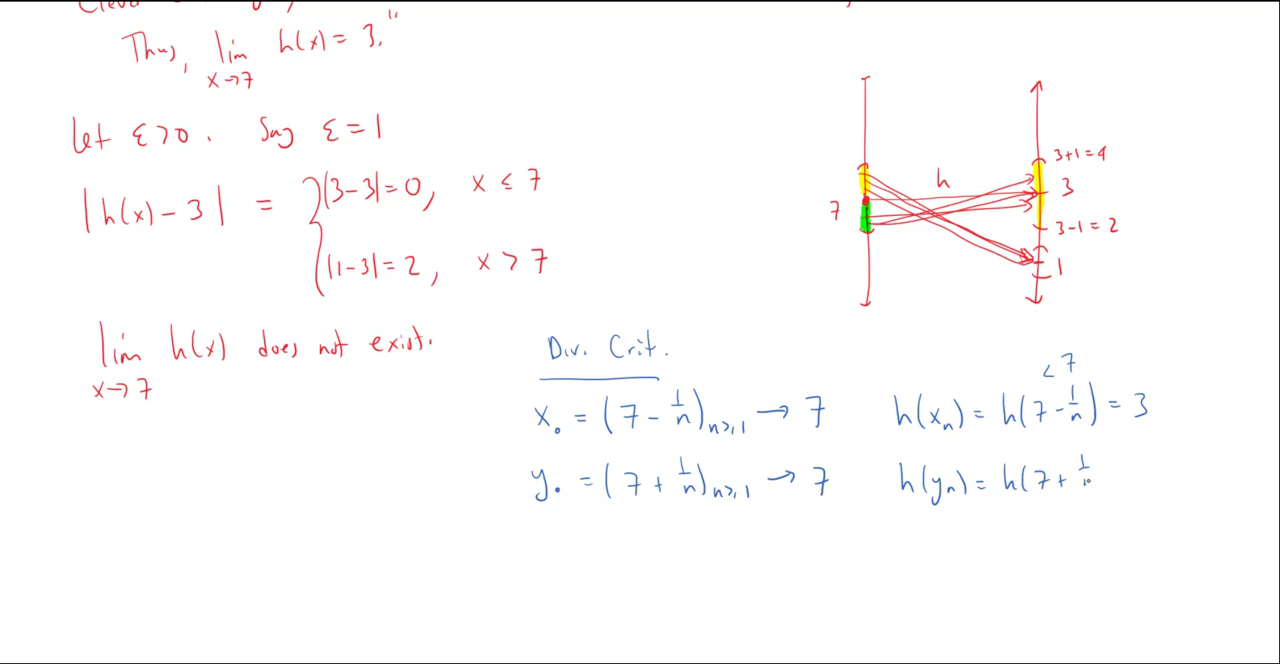 Thus, lim h(x) = 3."
x→7
let ε>0. Say ε=1
|h(x) - 3| = { |3-3|=0, x ≤ 7
|1-3|=2, x > 7
7
h
3+1=4
3
3-1=2
1
lim h(x) does not exist.
x→7
Div. Crit.
x. = (7 - 1/n)n≥1 → 7
< 7
h(xn) = h(7 - 1/n) = 3
y. = (7 + 1/n)n≥1 → 7
h(yn) = h(7 + 1/n